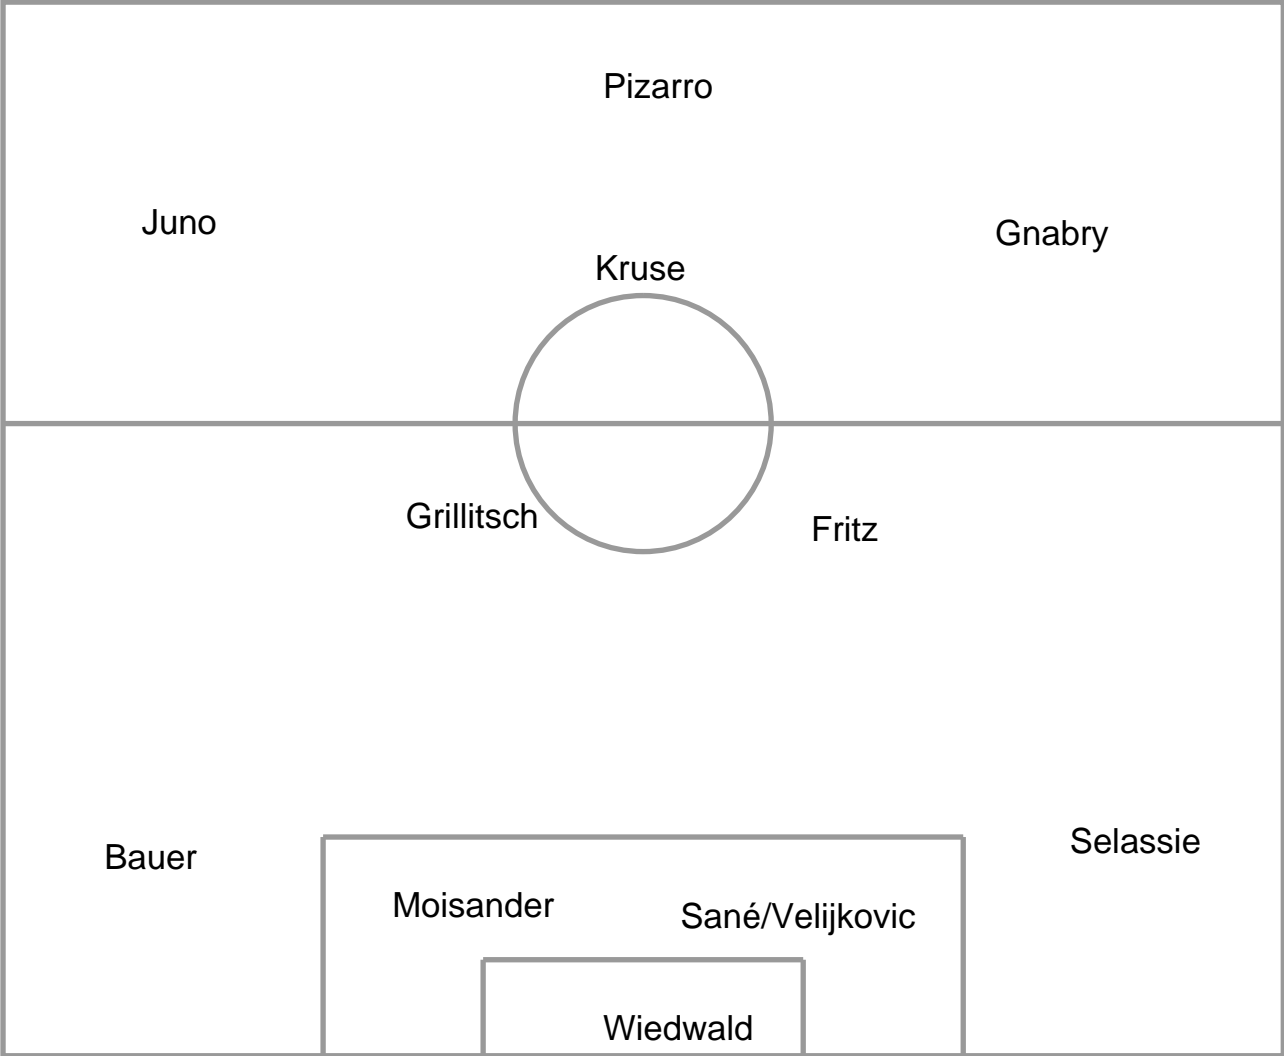 Pizarro
Juno
Gnabry
Kruse
Grillitsch
Fritz
Selassie
Bauer
Moisander
Sané/Velijkovic
Wiedwald